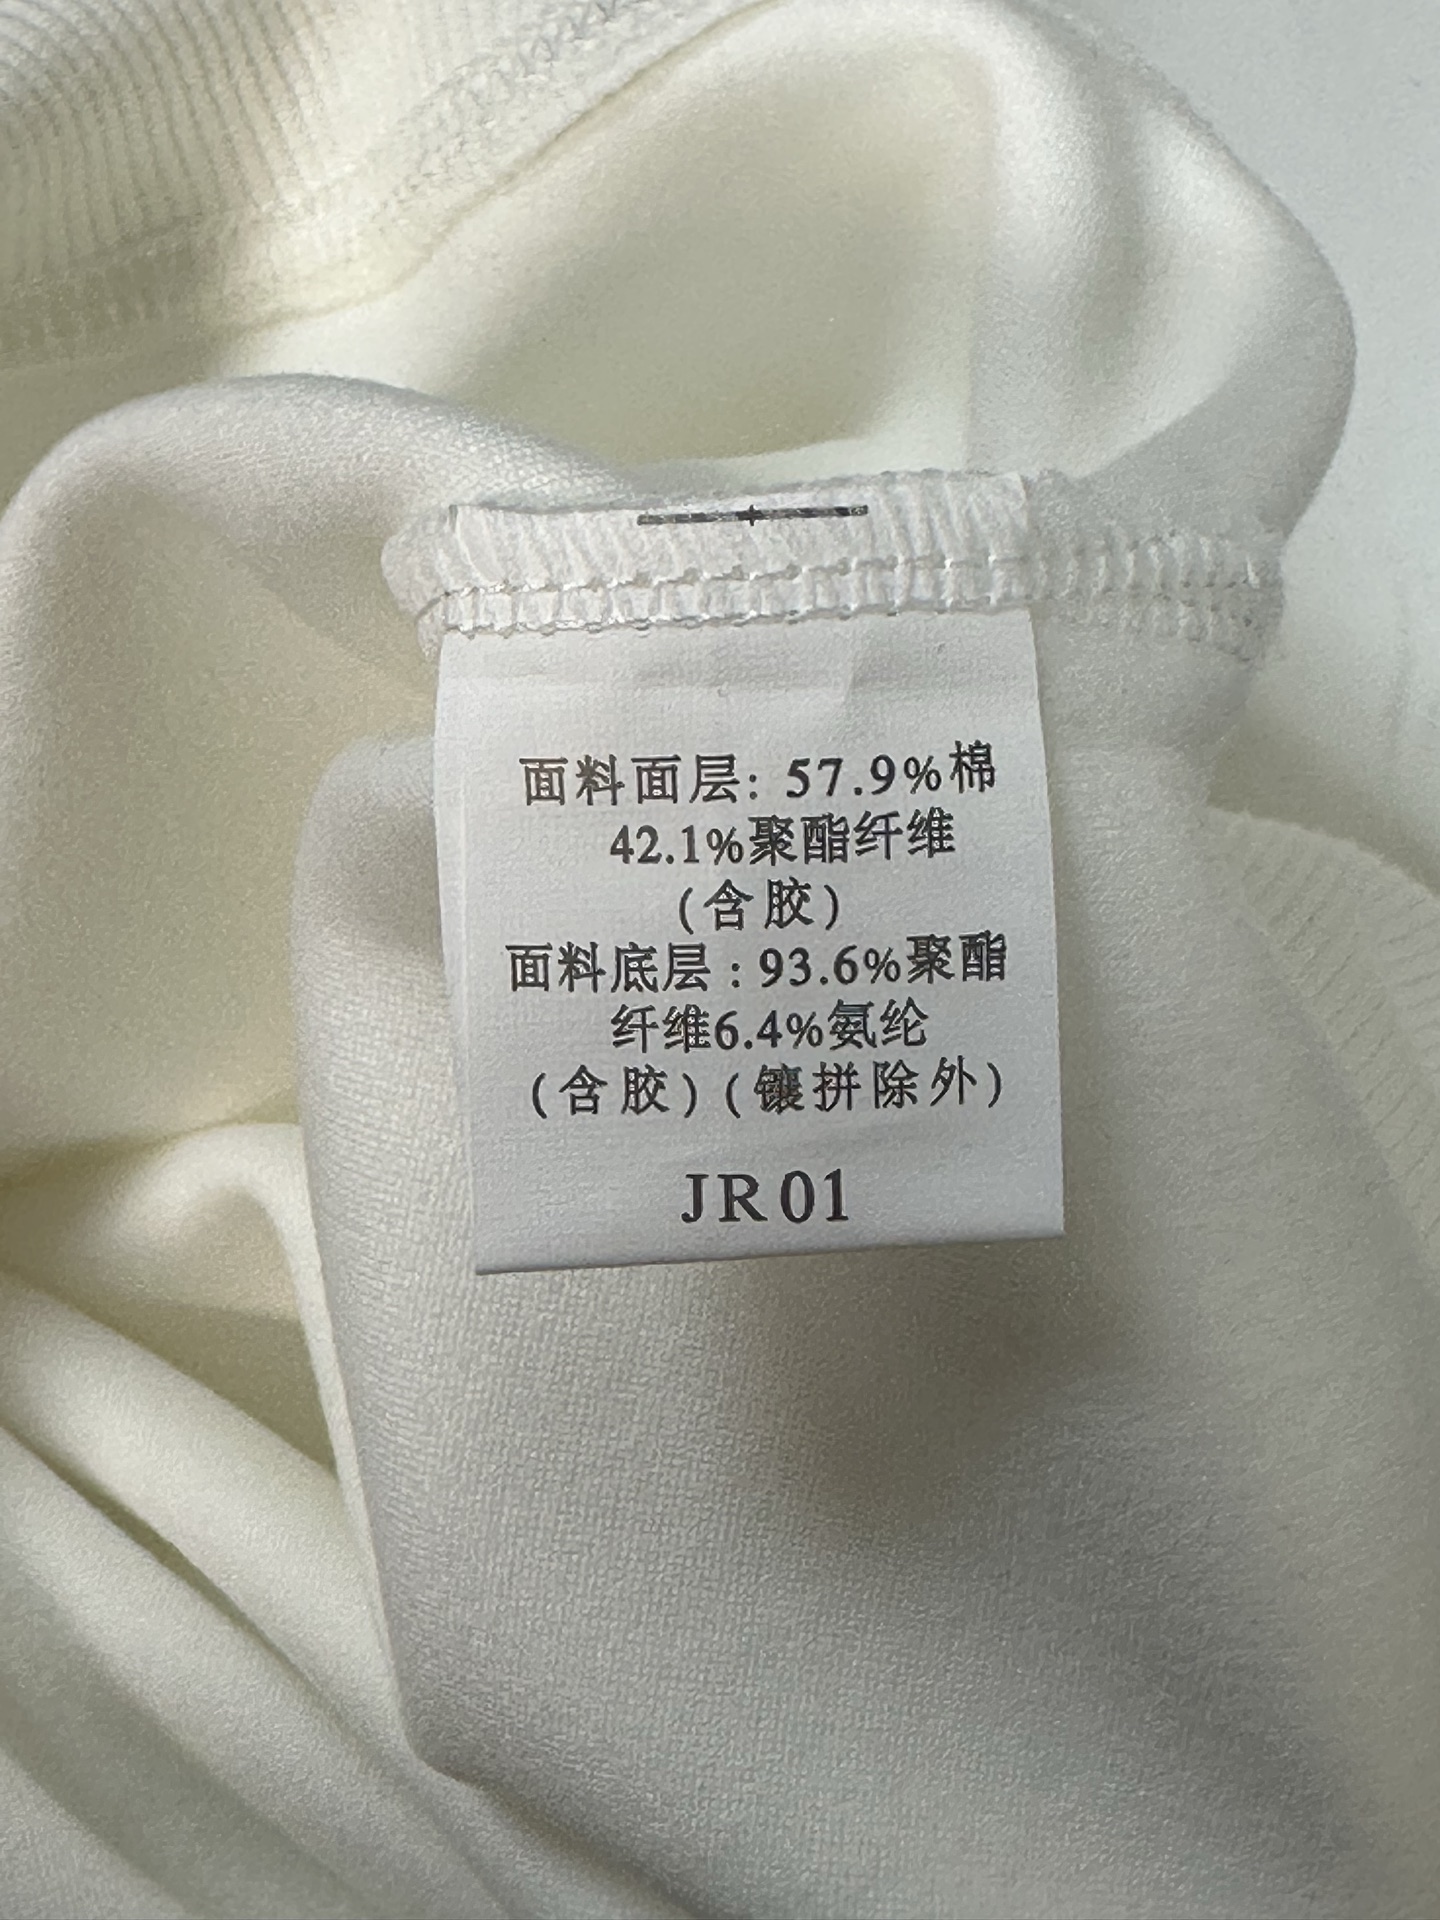 面料面层: 57.9%棉
42.1%聚酯纤维
(含胶)
面料底层: 93.6%聚酯
纤维6.4%氨纶
(含胶)(镶拼除外)
JR01